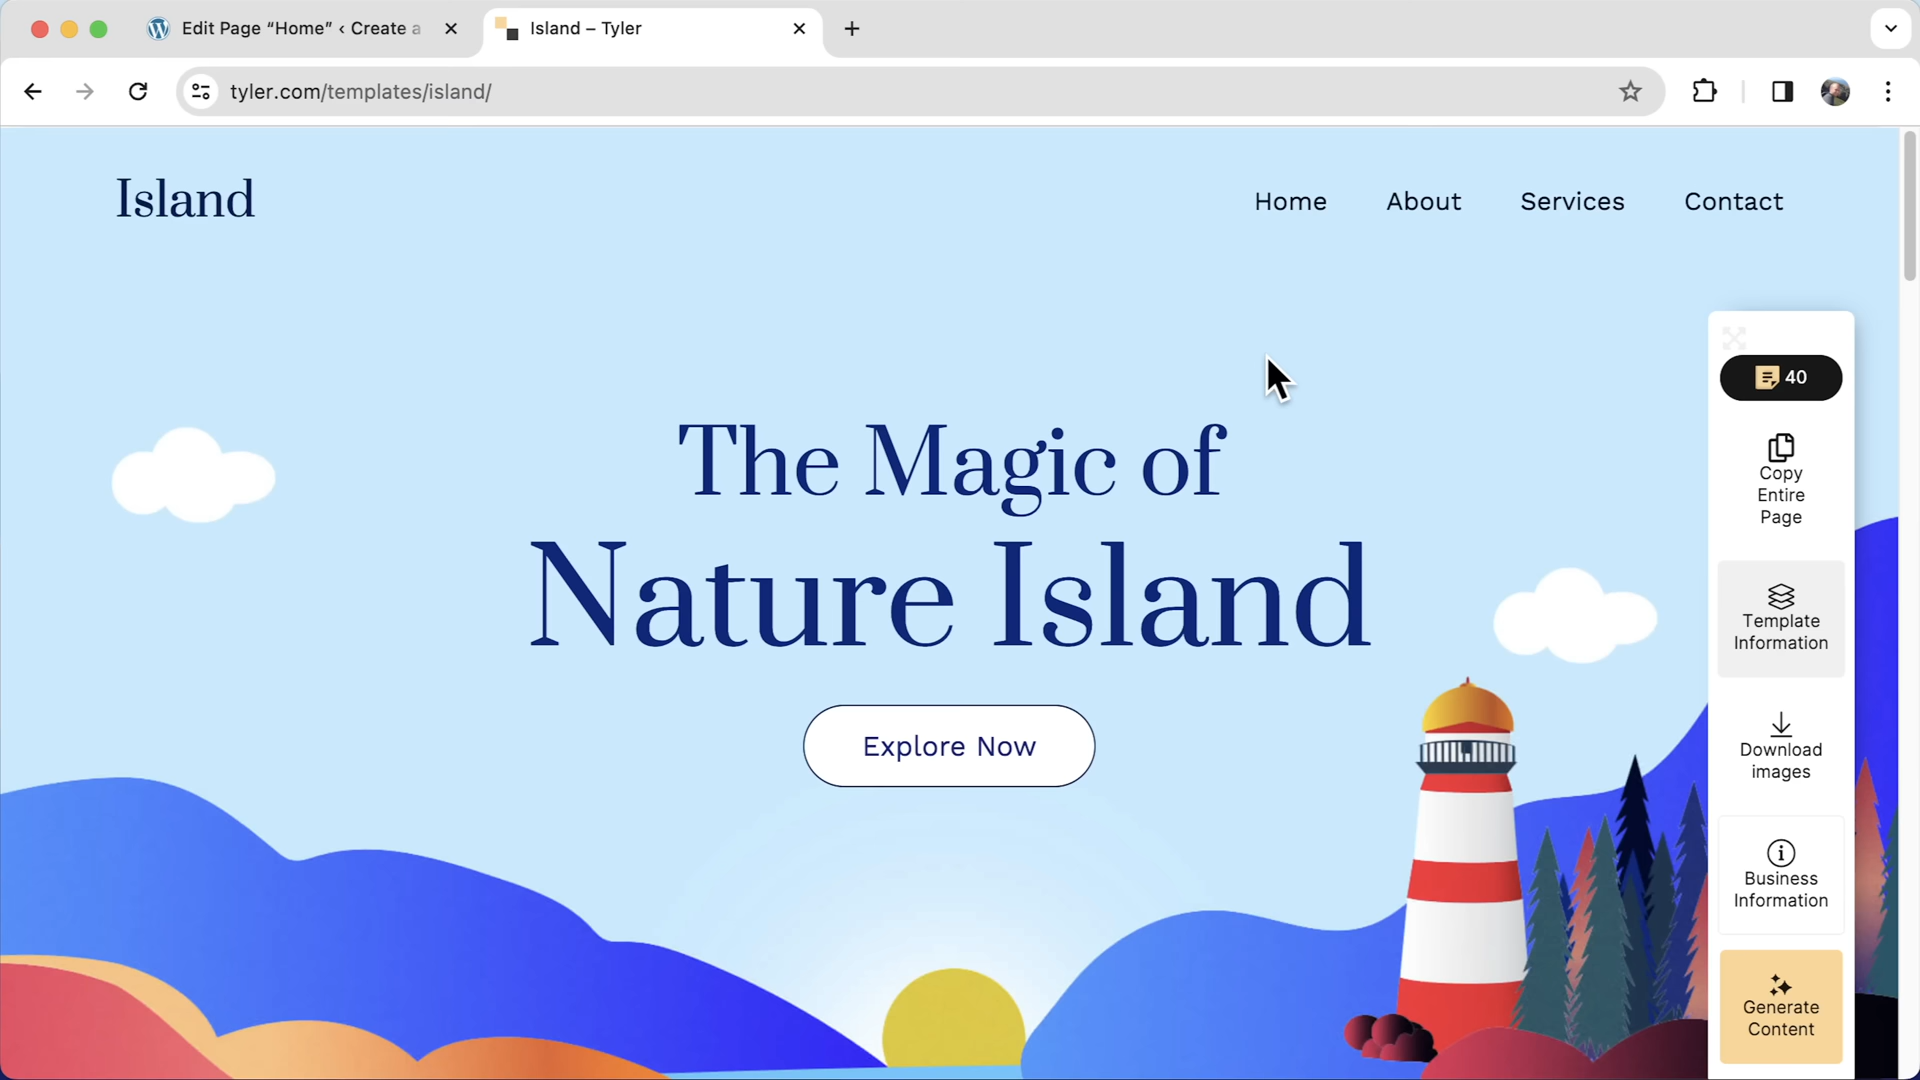 Edit Page “Home” ‹ Create a
Island – Tyler
tyler.com/templates/island/
Island
Home
About
Services
Contact
The Magic of
Nature Island
Explore Now
40
Copy
Entire
Page
Template
Information
Download
images
Business
Information
Generate
Content